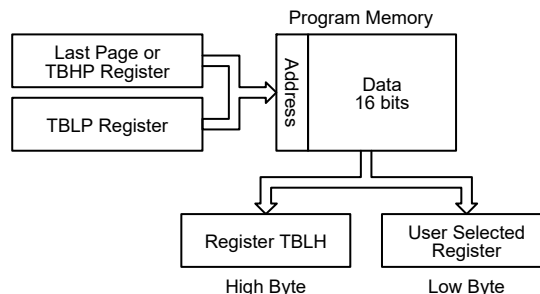 Program Memory
Last Page or
TBHP Register
TBLP Register
Address
Data
16 bits
Register TBLH
User Selected
Register
High Byte
Low Byte